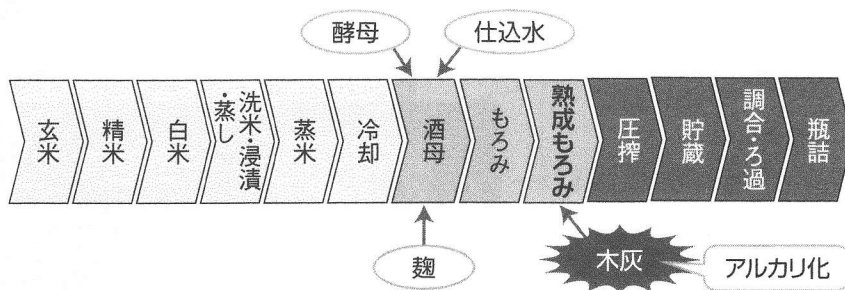 酵母
仕込水
玄米
精米
白米
洗米・浸漬
・蒸し
蒸米
冷却
酒母
もろみ
熟成もろみ
圧搾
貯蔵
調合・ろ過
瓶詰
麹
木灰
アルカリ化